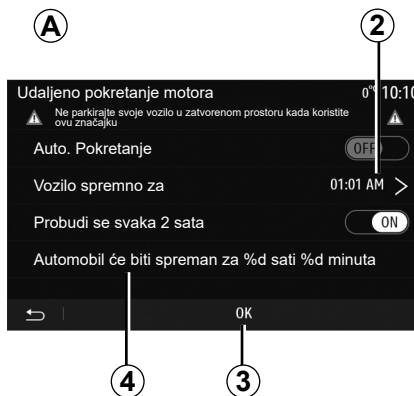 A
2
Udaljeno pokretanje motora 0° 10:10
Ne parkirajte svoje vozilo u zatvorenom prostoru kada koristite
ovu značajku
Auto. Pokretanje OFF
Vozilo spremno za 01:01 AM >
Probudi se svaka 2 sata ON
Automobil će biti spreman za %d sati %d minuta
OK
4
3